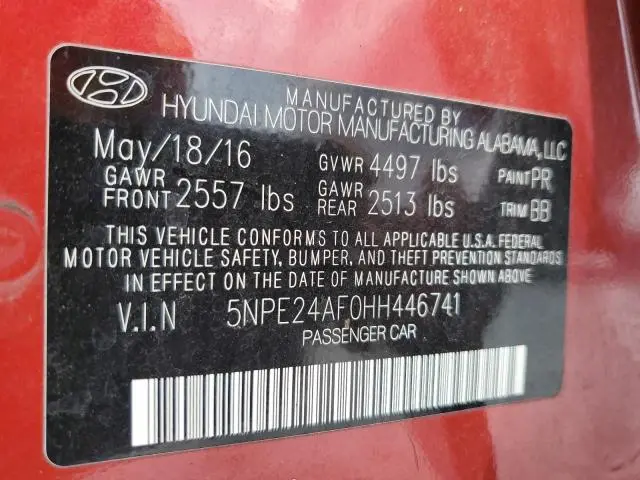 MANUFACTURED BY
HYUNDAI MOTOR MANUFACTURING ALABAMA, LLC
May/18/16 GVWR 4497 lbs PAINT PR
GAWR FRONT 2557 lbs GAWR REAR 2513 lbs TRIM BB
THIS VEHICLE CONFORMS TO ALL APPLICABLE U.S.A. FEDERAL
MOTOR VEHICLE SAFETY, BUMPER, AND THEFT PREVENTION STANDARDS
IN EFFECT ON THE DATE OF MANUFACTURE SHOWN ABOVE.
V.I.N 5NPE24AF0HH446741
PASSENGER CAR